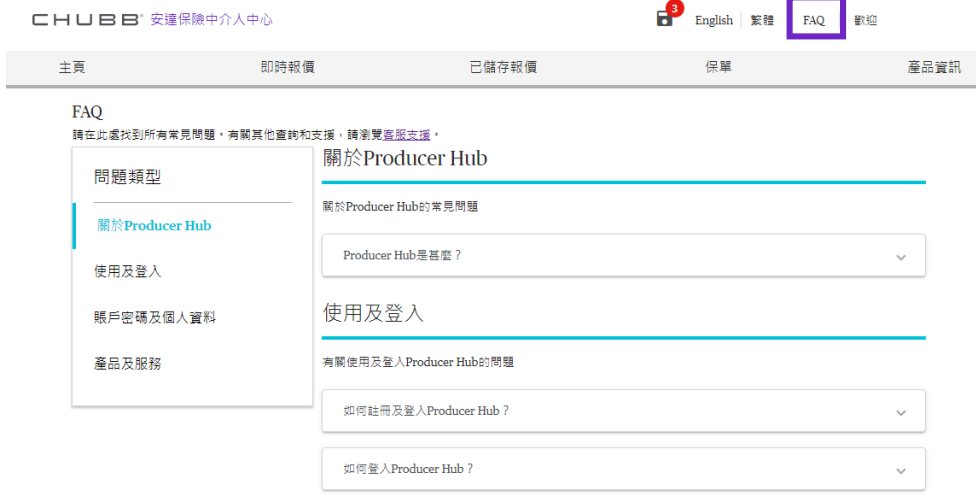 CHUBB® 安達保險中介人中心
3 English 繁體 FAQ 歡迎
主頁 即時報價 已儲存報價 保單 產品資訊
FAQ
請在此處找到所有常見問題。有關其他查詢和支援，請瀏覽客服支援。
問題類型
關於Producer Hub
使用及登入
賬戶密碼及個人資料
產品及服務
關於Producer Hub
關於Producer Hub的常見問題
Producer Hub是甚麼？
使用及登入
有關使用及登入Producer Hub的問題
如何註冊及登入Producer Hub？
如何登入Producer Hub？